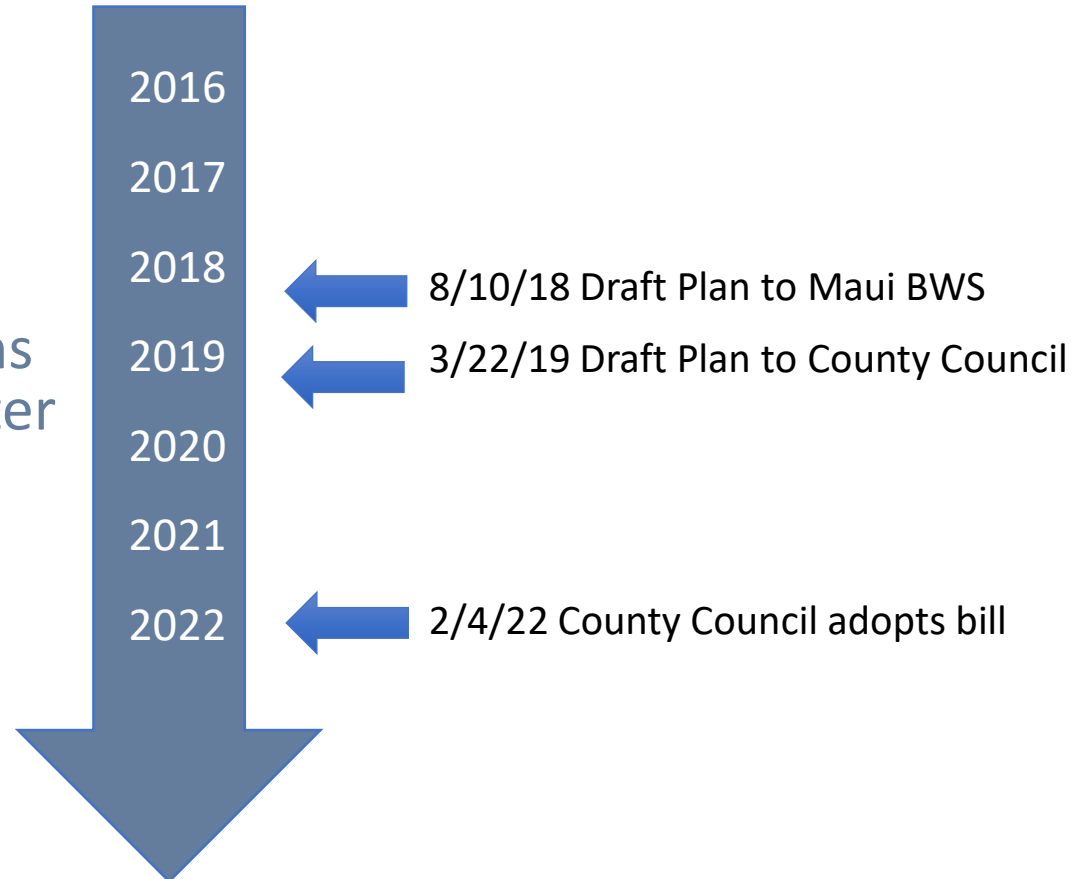 2016
2017
2018
8/10/18 Draft Plan to Maui BWS
2019
3/22/19 Draft Plan to County Council
2020
2021
2022
2/4/22 County Council adopts bill